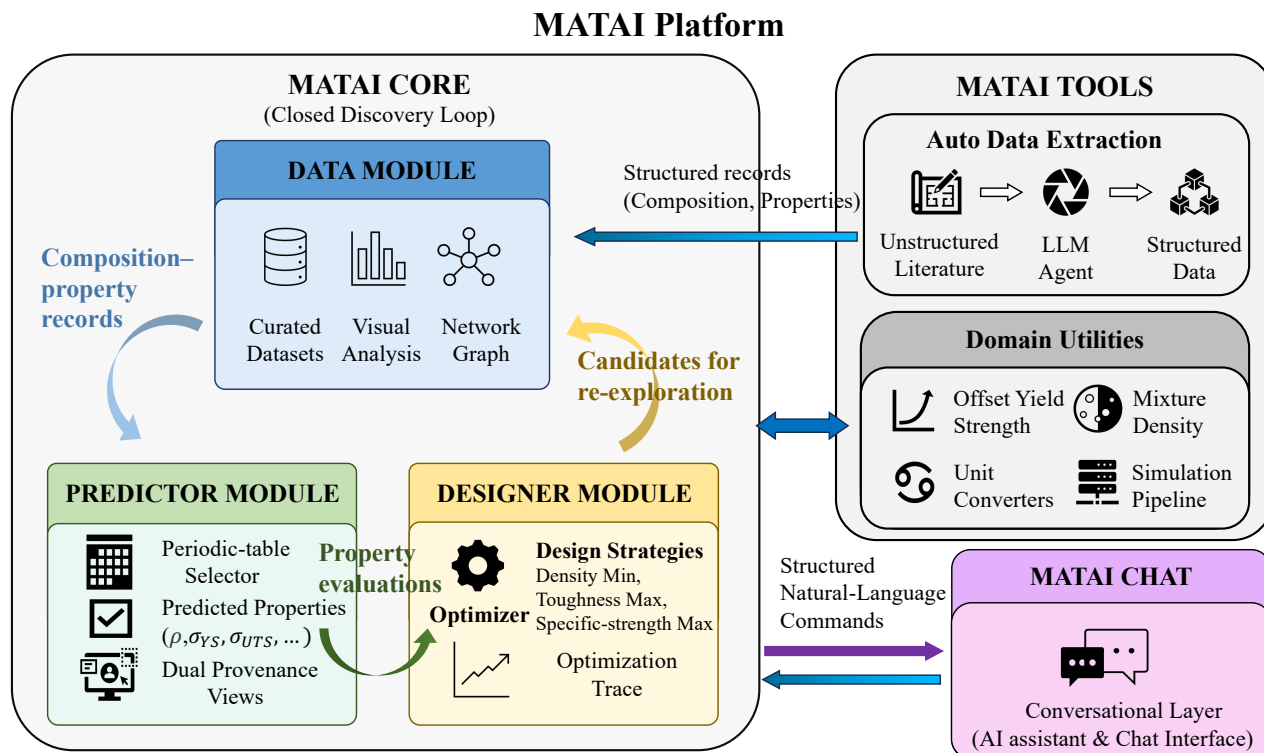 MATAI Platform
MATAI CORE
(Closed Discovery Loop)
DATA MODULE
Curated
Datasets
Visual
Analysis
Network
Graph
Composition–
property
records
Candidates for
re-exploration
PREDICTOR MODULE
Periodic-table
Selector
Predicted Properties
(ρ,σ_YS, σ_UTS, … )
Dual Provenance
Views
Property
evaluations
DESIGNER MODULE
Optimizer
Design Strategies
Density Min,
Toughness Max,
Specific-strength Max
Optimization
Trace
Structured records
(Composition, Properties)
MATAI TOOLS
Auto Data Extraction
Unstructured
Literature
LLM
Agent
Structured
Data
Domain Utilities
Offset Yield
Strength
Mixture
Density
Unit
Converters
Simulation
Pipeline
Structured
Natural-Language
Commands
MATAI CHAT
Conversational Layer
(AI assistant & Chat Interface)